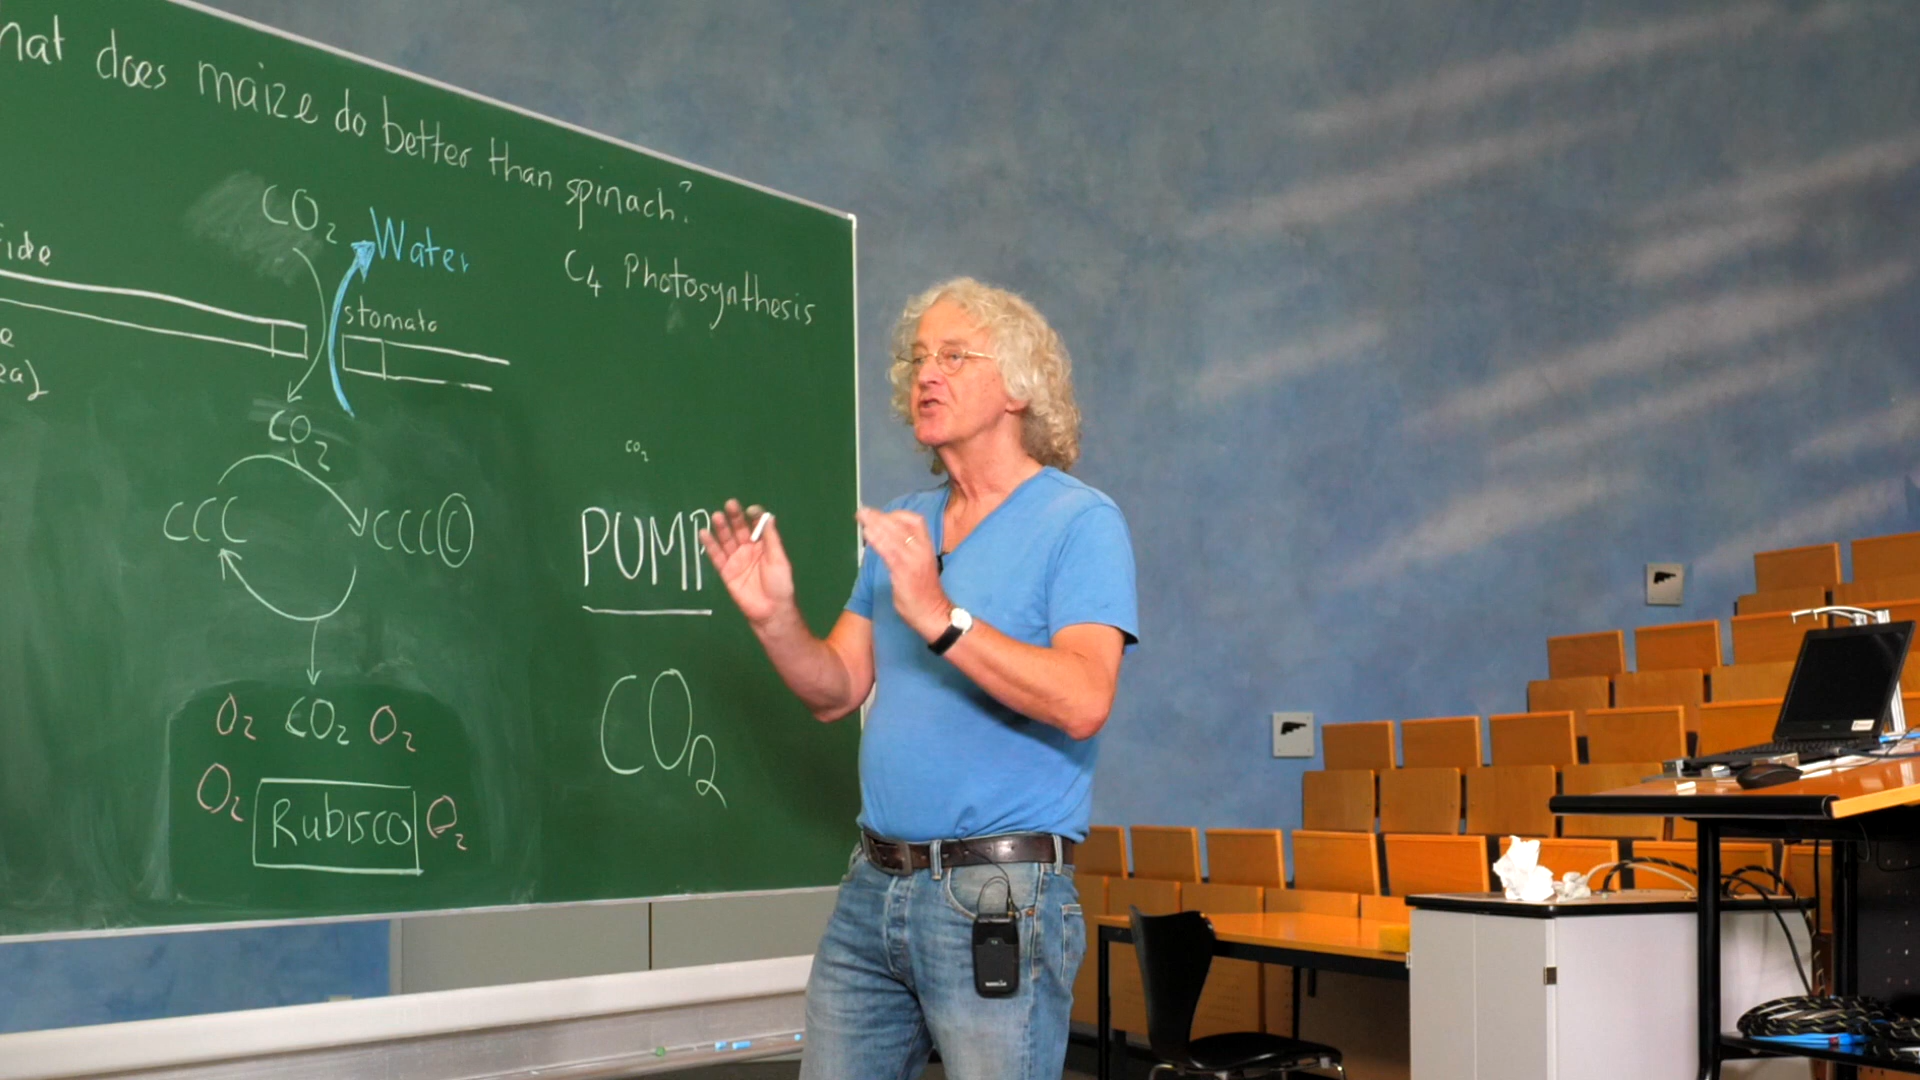 does maize do better than spinach?
CO₂
Water
C₄ Photosynthesis
stomata
CO₂
CO₂
CCC
CCCC
PUMP
O₂ CO₂ O₂
CO₂
O₂ Rubisco O₂